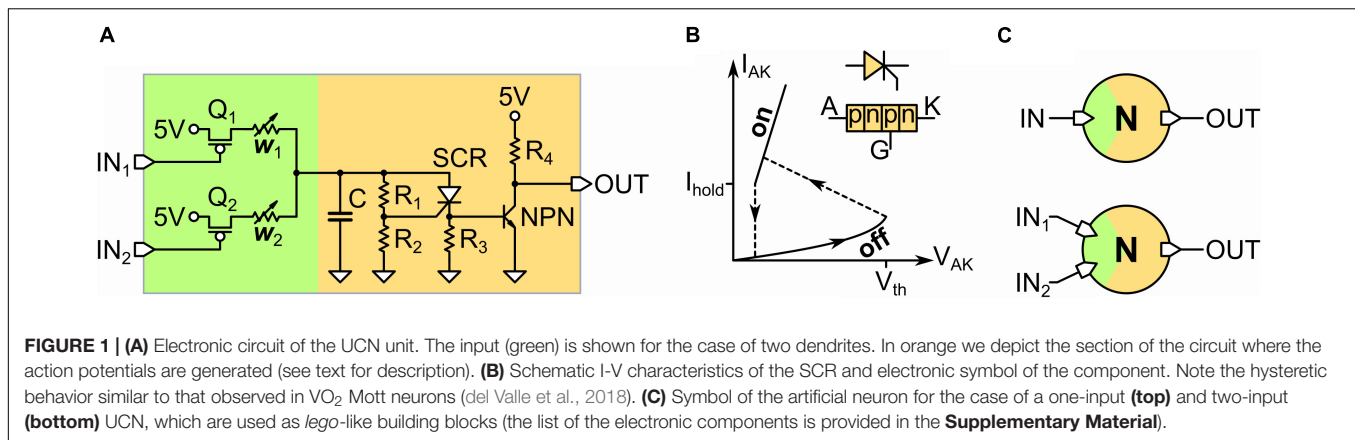 A
B
C
5V
Q₁
w₁
IN₁
5V
Q₂
w₂
IN₂
C
R₁
R₂
SCR
R₃
5V
R₄
NPN
OUT
I_AK
on
I_hold
off
V_AK
V_th
A
pnpn
K
G
IN
N
OUT
IN₁
IN₂
N
OUT
FIGURE 1 | (A) Electronic circuit of the UCN unit. The input (green) is shown for the case of two dendrites. In orange we depict the section of the circuit where the
action potentials are generated (see text for description). (B) Schematic I-V characteristics of the SCR and electronic symbol of the component. Note the hysteretic
behavior similar to that observed in VO₂ Mott neurons (del Valle et al., 2018). (C) Symbol of the artificial neuron for the case of a one-input (top) and two-input
(bottom) UCN, which are used as lego-like building blocks (the list of the electronic components is provided in the Supplementary Material).